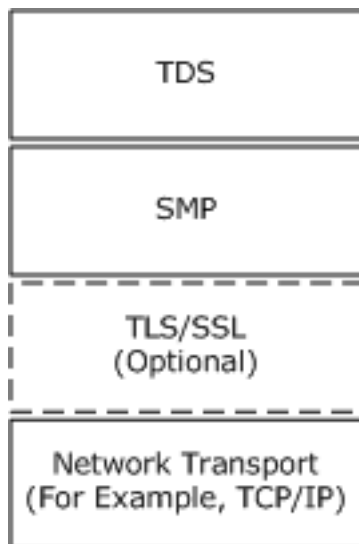 TDS
SMP
TLS/SSL
(Optional)
Network Transport
(For Example, TCP/IP)